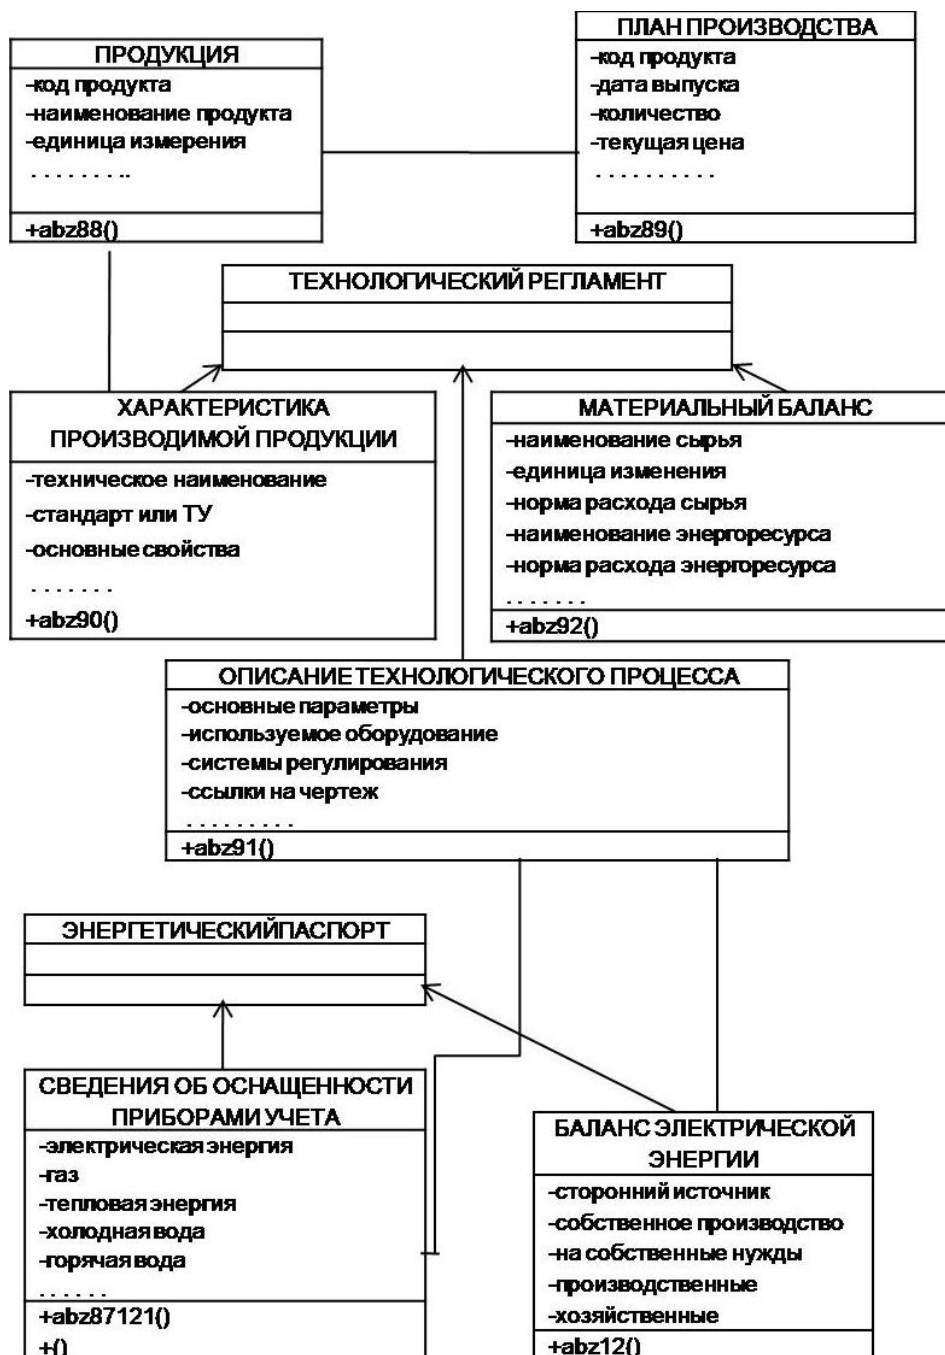 ПРОДУКЦИЯ
-код продукта
-наименование продукта
-единица измерения
. . . . . . . ..
+abz88()
ПЛАН ПРОИЗВОДСТВА
-код продукта
-дата выпуска
-количество
-текущая цена
. . . . . . . . . .
+abz89()
ТЕХНОЛОГИЧЕСКИЙ РЕГЛАМЕНТ
ХАРАКТЕРИСТИКА
ПРОИЗВОДИМОЙ ПРОДУКЦИИ
-техническое наименование
-стандарт или ТУ
-основные свойства
. . . . . . .
+abz90()
МАТЕРИАЛЬНЫЙ БАЛАНС
-наименование сырья
-единица изменения
-норма расхода сырья
-наименование энергоресурса
-норма расхода энергоресурса
. . . . . . .
+abz92()
ОПИСАНИЕ ТЕХНОЛОГИЧЕСКОГО ПРОЦЕССА
-основные параметры
-используемое оборудование
-системы регулирования
-ссылки на чертеж
. . . . . . . . .
+abz91()
ЭНЕРГЕТИЧЕСКИЙПАСПОРТ
СВЕДЕНИЯ ОБ ОСНАЩЕННОСТИ
ПРИБОРАМИ УЧЕТА
-электрическая энергия
-газ
-тепловая энергия
-холодная вода
-горячая вода
. . . . . .
+abz87121()
+()
БАЛАНС ЭЛЕКТРИЧЕСКОЙ
ЭНЕРГИИ
-сторонний источник
-собственное производство
-на собственные нужды
-производственные
-хозяйственные
+abz12()